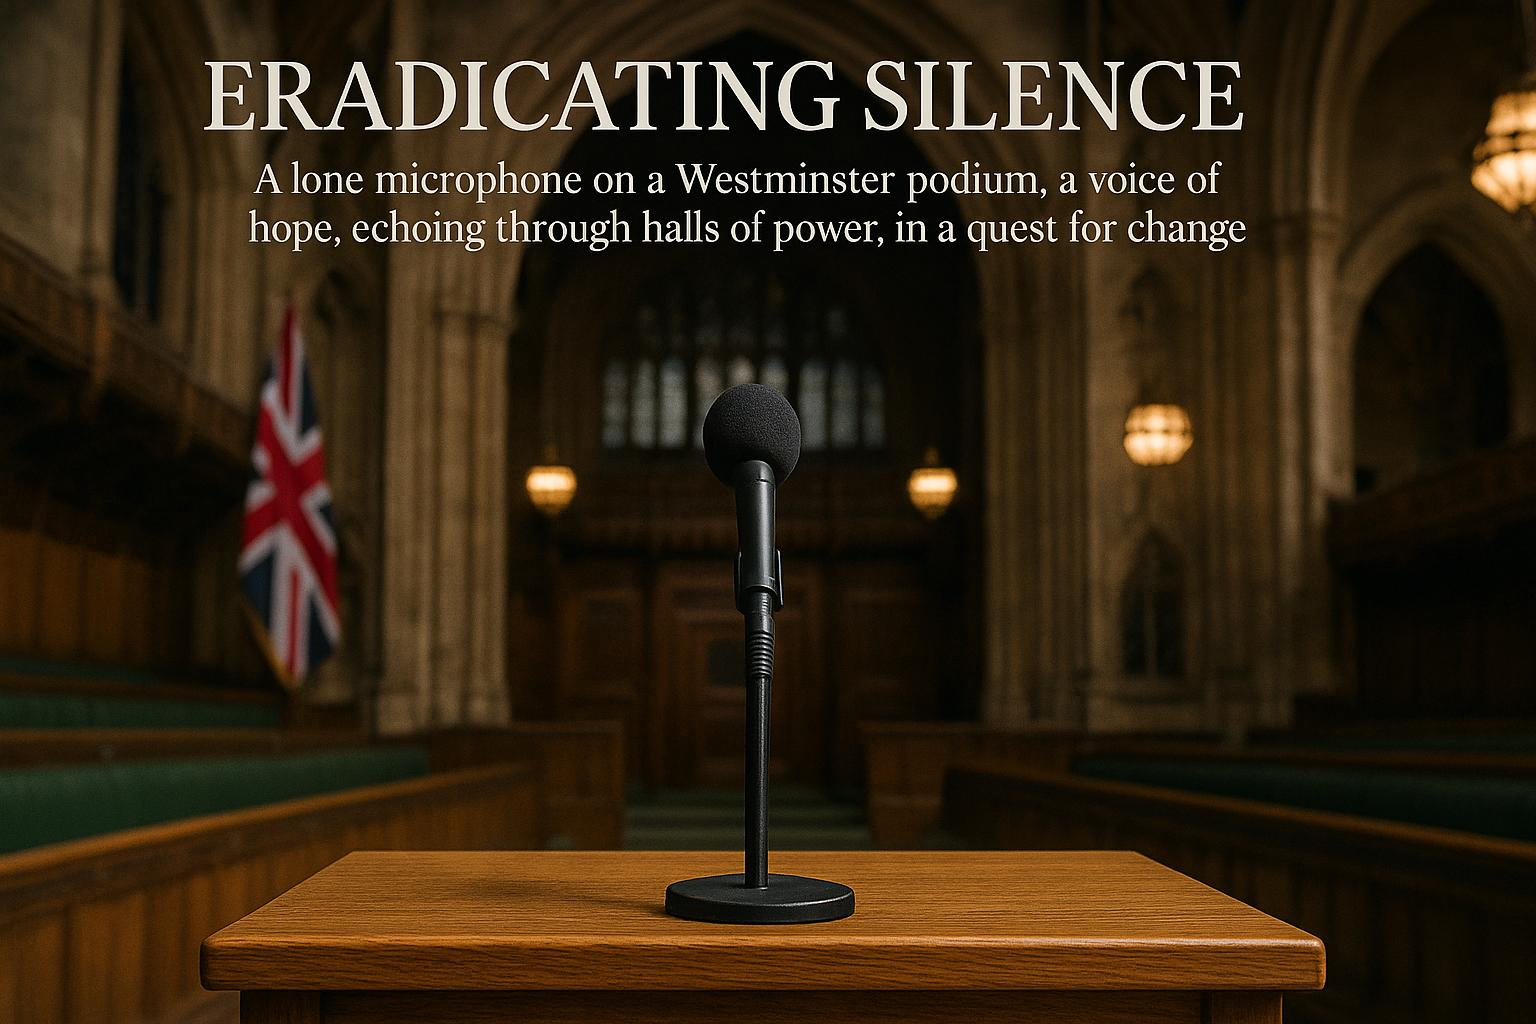 ERADICATING SILENCE
A lone microphone on a Westminster podium, a voice of
hope, echoing through halls of power, in a quest for change